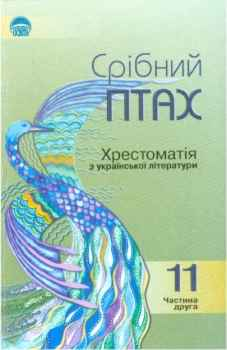 Срібний
ПТАХ
Хрестоматія
з української літератури
11
Частина
друга